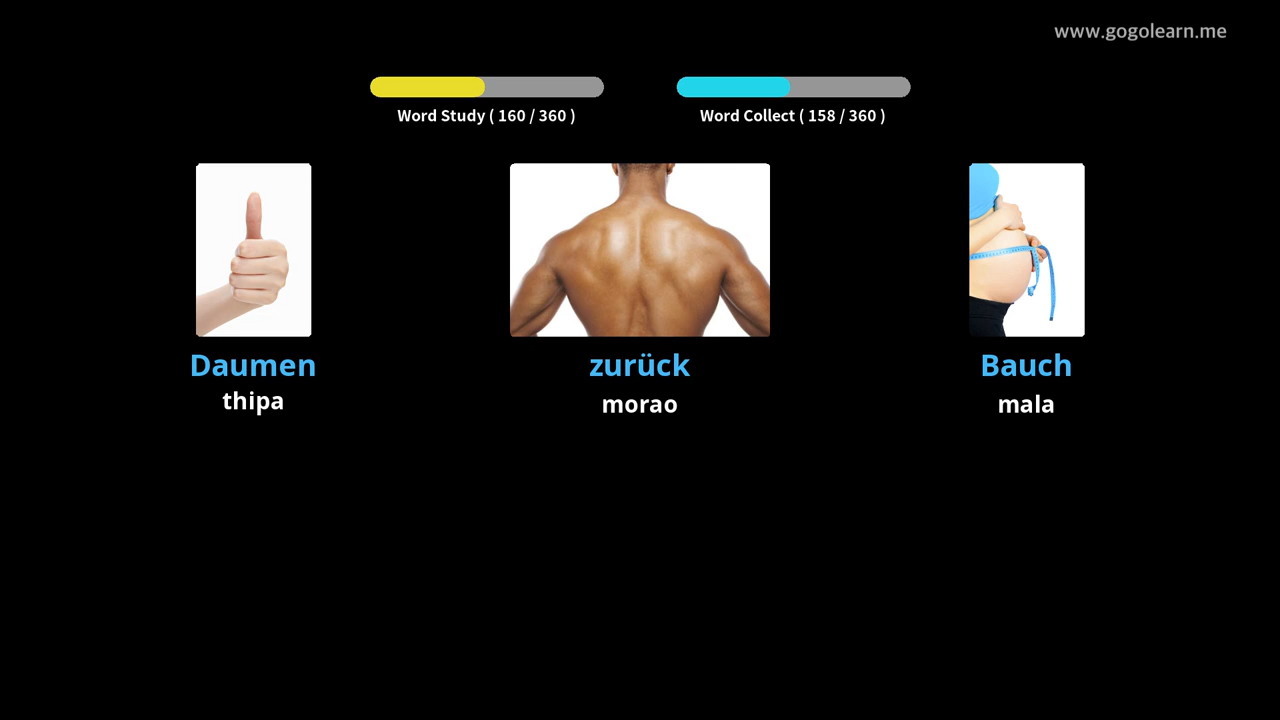 www.gogolearn.me
Word Study ( 160 / 360 )
Word Collect ( 158 / 360 )
Daumen
thipa
zurück
morao
Bauch
mala